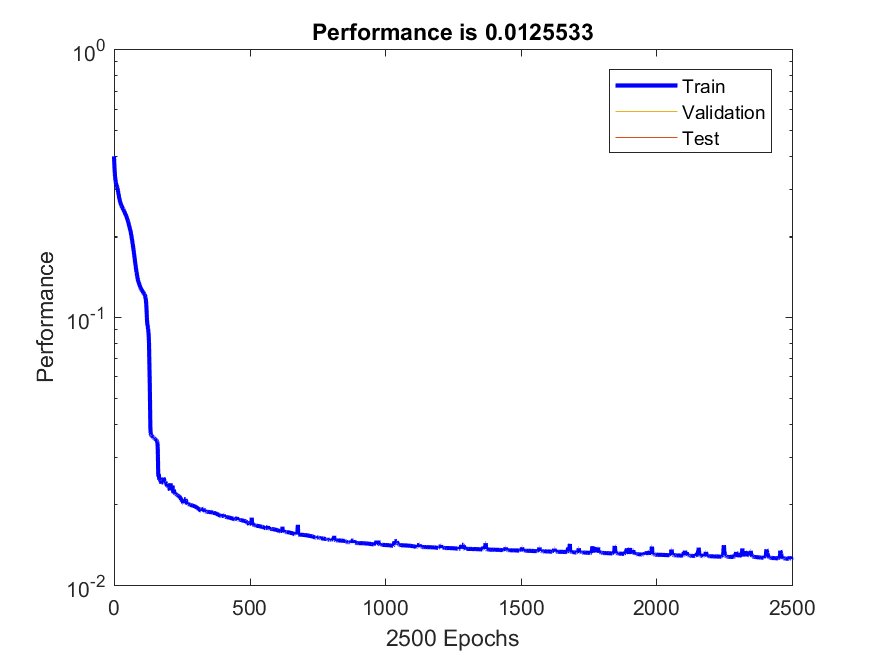 Performance is 0.0125533
Train
Validation
Test
10^0
10^-1
10^-2
Performance
0 500 1000 1500 2000 2500
2500 Epochs